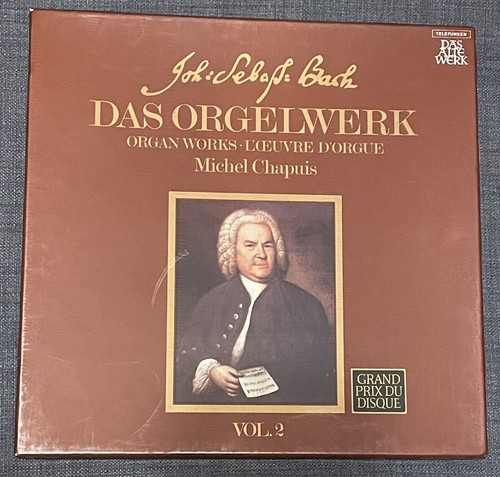 TELEFUNKEN
DAS
ALTE
WERK
Joh: Sebast: Bach
DAS ORGELWERK
ORGAN WORKS · L'ŒUVRE D'ORGUE
Michel Chapuis
GRAND
PRIX DU
DISQUE
VOL. 2